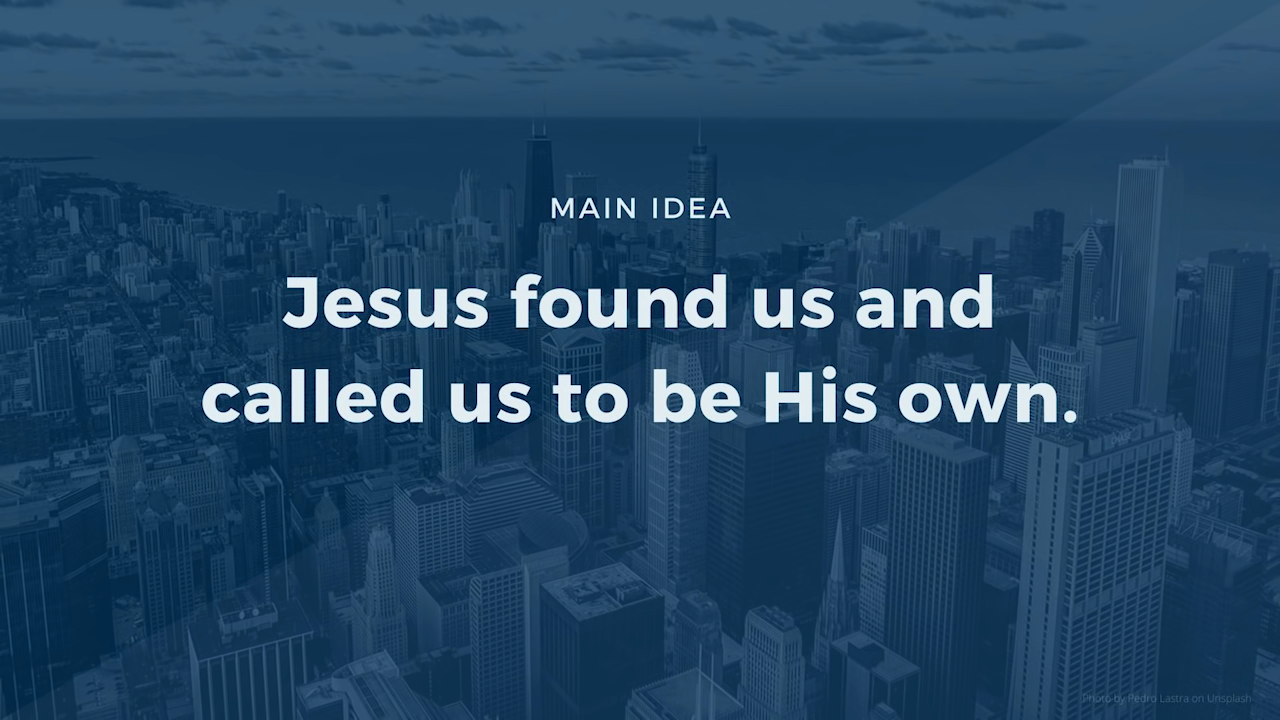 MAIN IDEA
Jesus found us and
called us to be His own.
Photo by Pedro Lastra on Unsplash